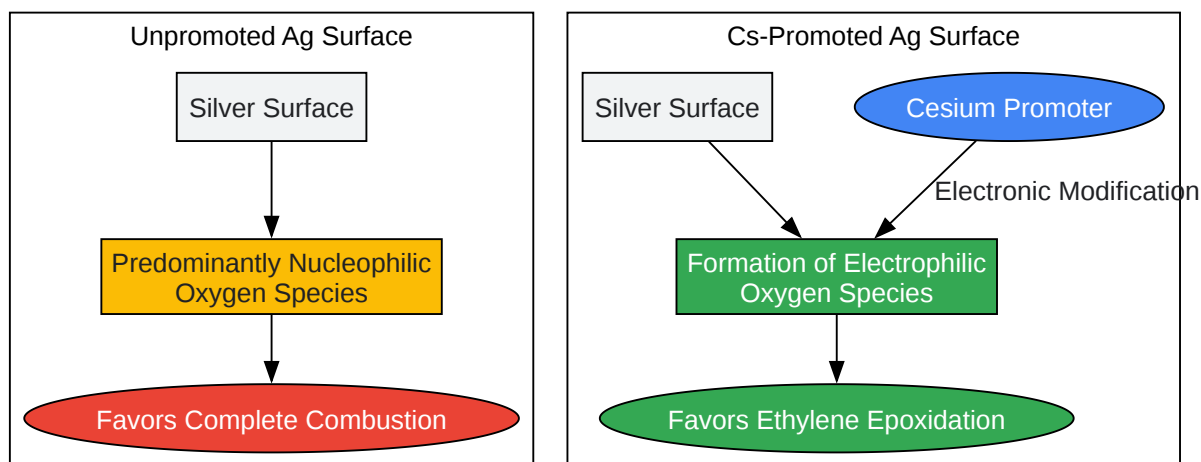 Unpromoted Ag Surface
Silver Surface
Predominantly Nucleophilic
Oxygen Species
Favors Complete Combustion
Cs-Promoted Ag Surface
Silver Surface
Cesium Promoter
Electronic Modification
Formation of Electrophilic
Oxygen Species
Favors Ethylene Epoxidation